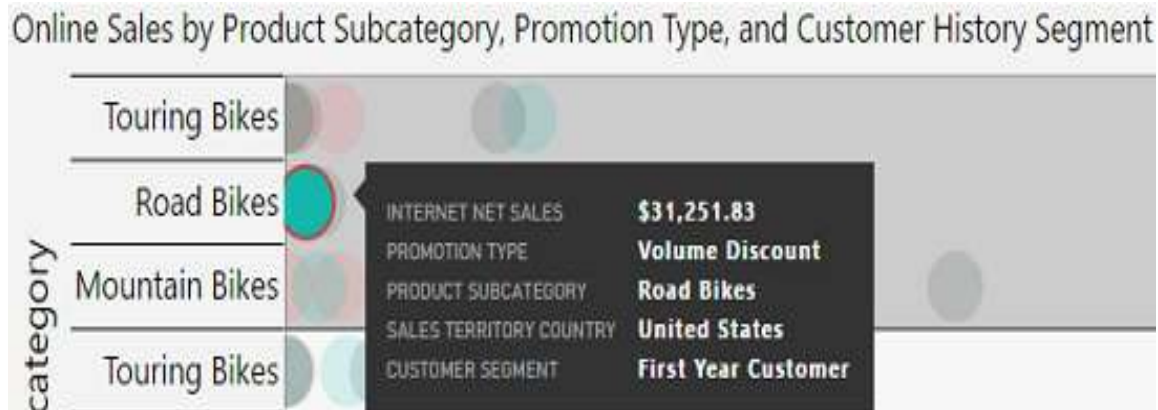 Online Sales by Product Subcategory, Promotion Type, and Customer History Segment
Touring Bikes
Road Bikes
Mountain Bikes
Touring Bikes
category
INTERNET NET SALES $31,251.83
PROMOTION TYPE Volume Discount
PRODUCT SUBCATEGORY Road Bikes
SALES TERRITORY COUNTRY United States
CUSTOMER SEGMENT First Year Customer